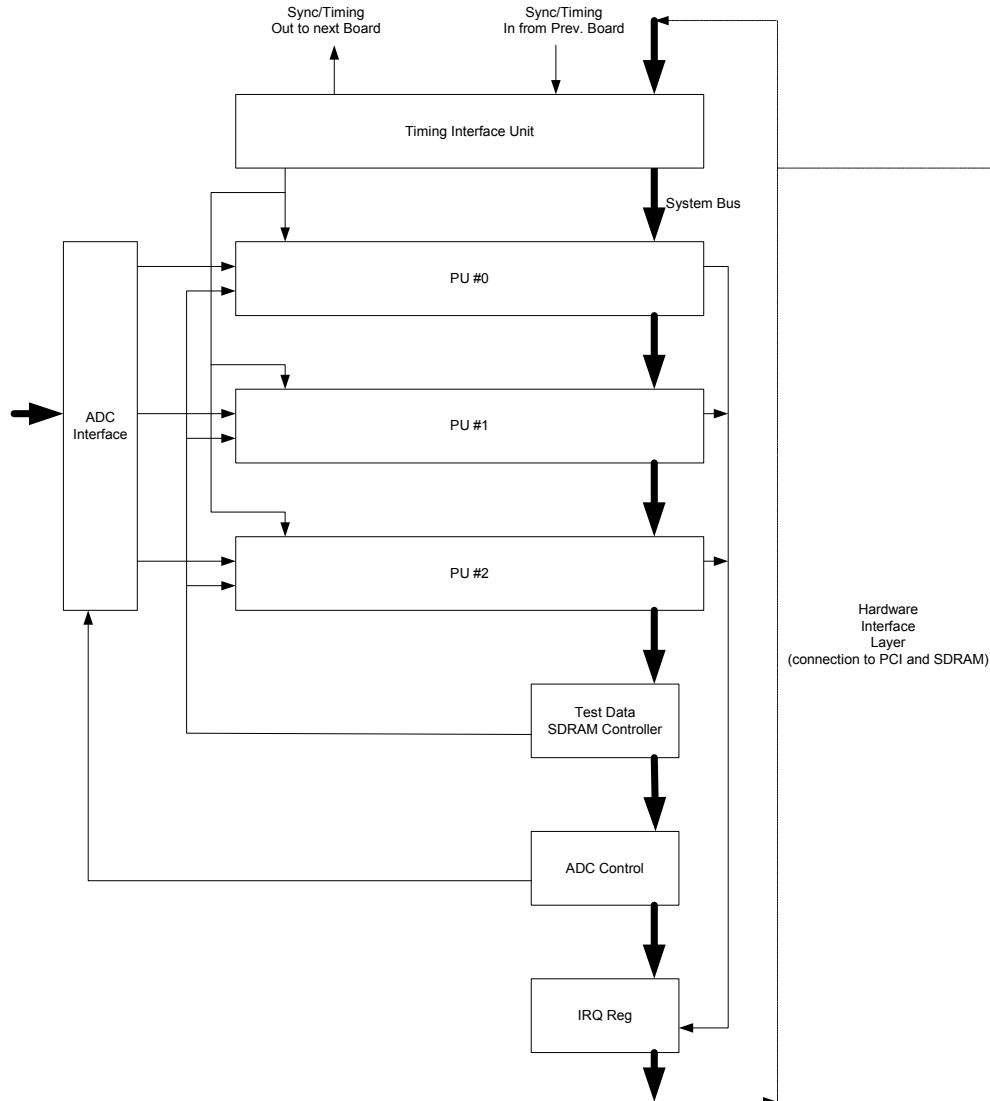 Sync/Timing
Out to next Board
Sync/Timing
In from Prev. Board
Timing Interface Unit
System Bus
PU #0
ADC
Interface
PU #1
PU #2
Hardware
Interface
Layer
(connection to PCI and SDRAM)
Test Data
SDRAM Controller
ADC Control
IRQ Reg